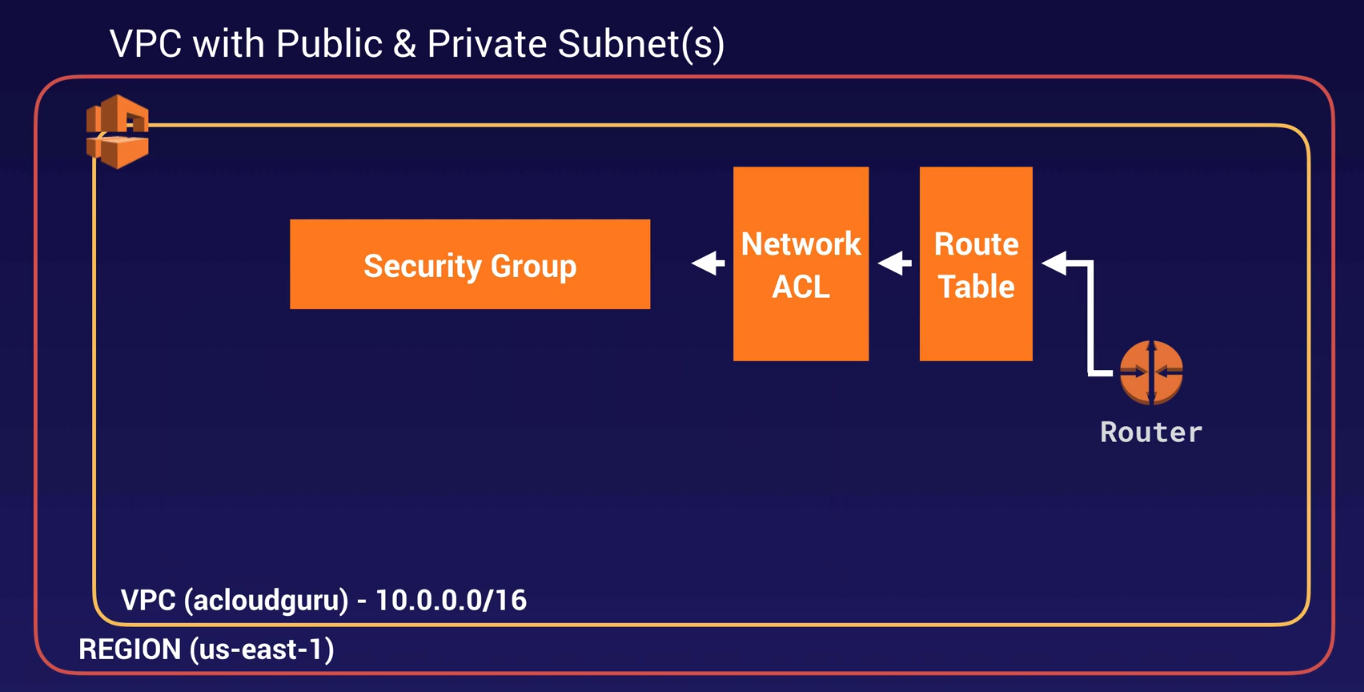 VPC with Public & Private Subnet(s)
Security Group
Network
ACL
Route
Table
Router
VPC (acloudguru) - 10.0.0.0/16
REGION (us-east-1)